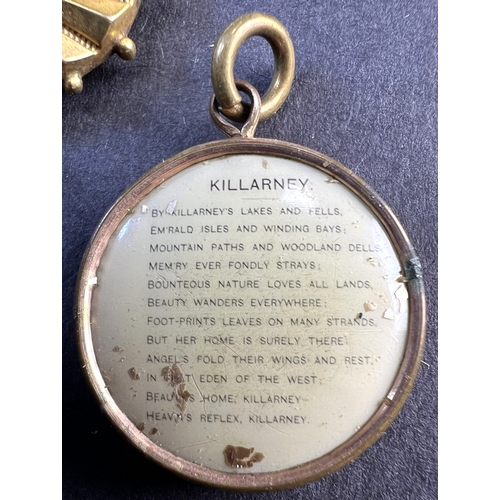 KILLARNEY.
BY KILLARNEY'S LAKES AND FELLS,
EM'RALD ISLES AND WINDING BAYS;
MOUNTAIN PATHS AND WOODLAND DELLS
MEM'RY EVER FONDLY STRAYS;
BOUNTEOUS NATURE LOVES ALL LANDS,
BEAUTY WANDERS EVERYWHERE;
FOOT-PRINTS LEAVES ON MANY STRANDS,
BUT HER HOME IS SURELY THERE!
ANGELS FOLD THEIR WINGS AND REST,
IN THAT EDEN OF THE WEST;
BEAUTY'S HOME, KILLARNEY—
HEAV'N'S REFLEX, KILLARNEY.